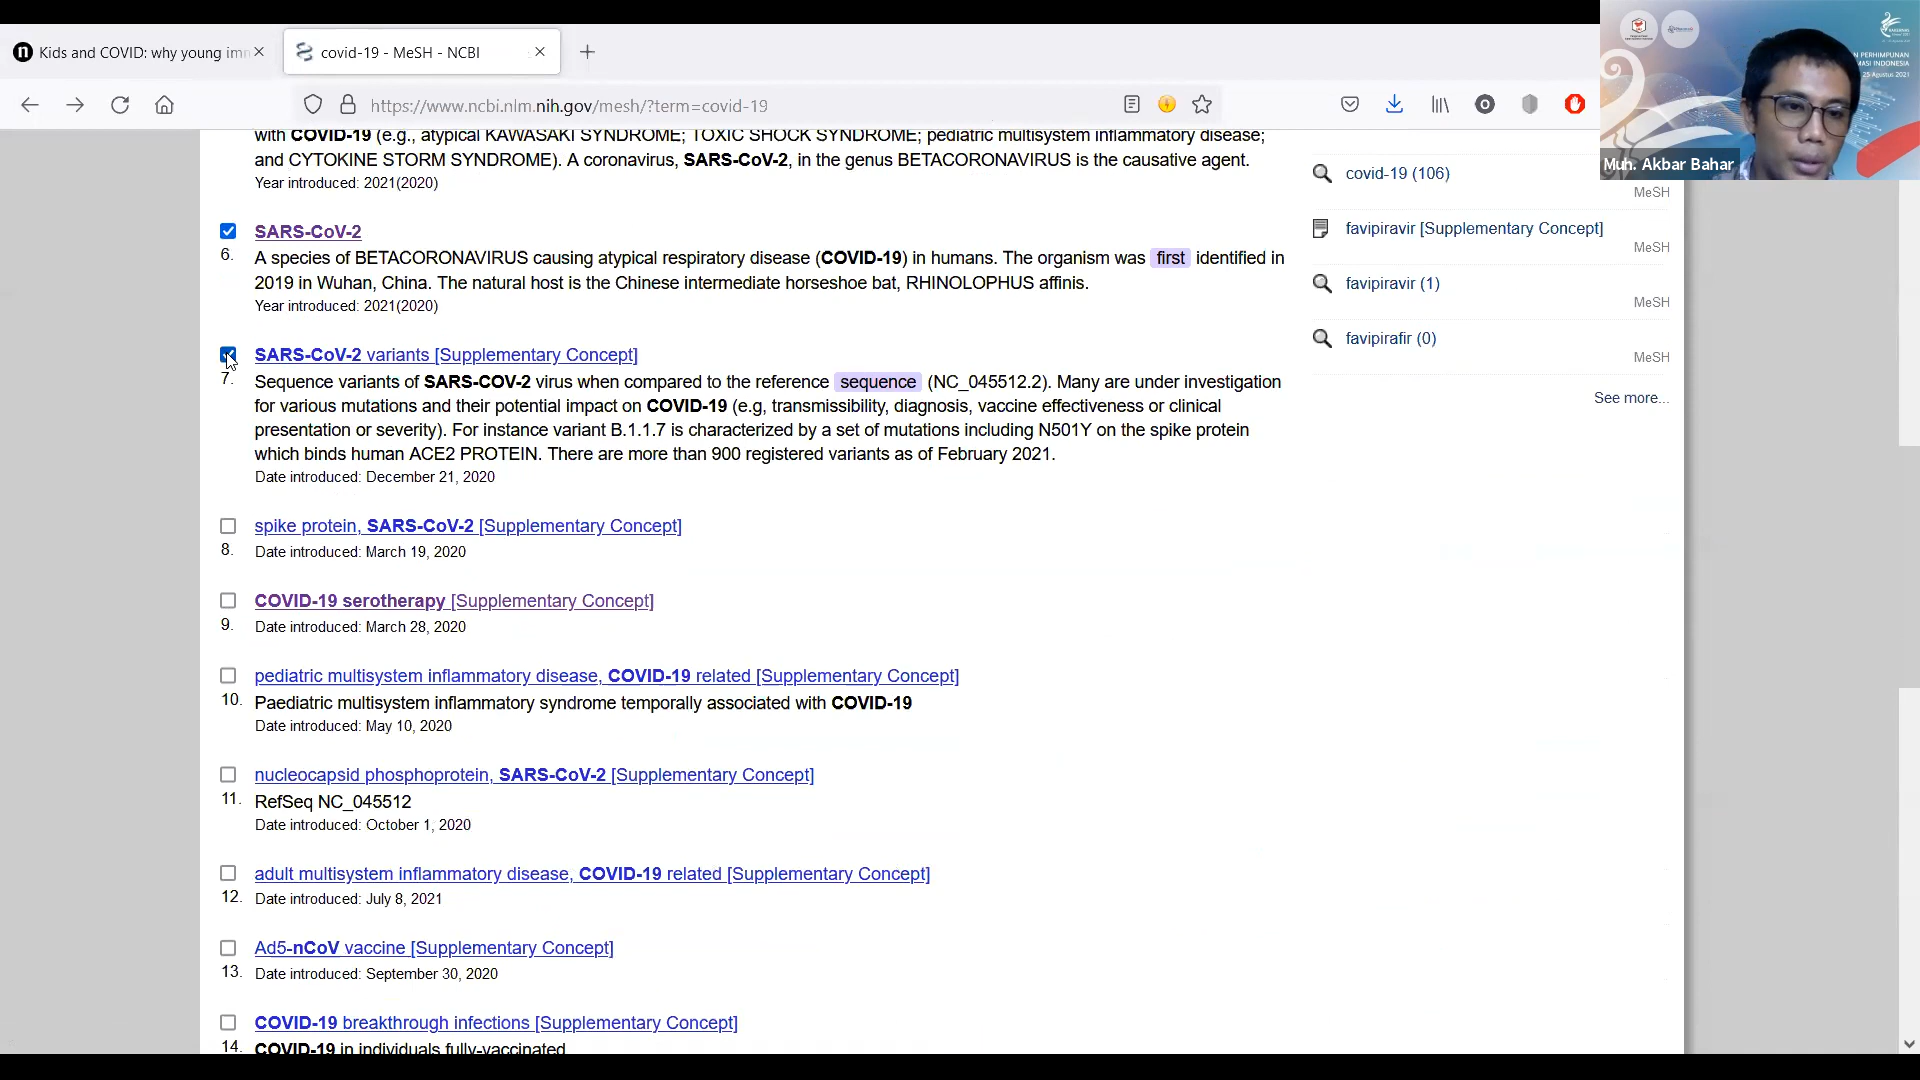 Kids and COVID: why young im
covid-19 - MeSH - NCBI
https://www.ncbi.nlm.nih.gov/mesh/?term=covid-19
PERHIMPUNAN
INDONESIA
25 Agustus 2021
Muh. Akbar Bahar
with COVID-19 (e.g., atypical KAWASAKI SYNDROME; TOXIC SHOCK SYNDROME; pediatric multisystem inflammatory disease;
and CYTOKINE STORM SYNDROME). A coronavirus, SARS-CoV-2, in the genus BETACORONAVIRUS is the causative agent.
Year introduced: 2021(2020)
SARS-CoV-2
6. A species of BETACORONAVIRUS causing atypical respiratory disease (COVID-19) in humans. The organism was first identified in
2019 in Wuhan, China. The natural host is the Chinese intermediate horseshoe bat, RHINOLOPHUS affinis.
Year introduced: 2021(2020)
SARS-CoV-2 variants [Supplementary Concept]
7. Sequence variants of SARS-COV-2 virus when compared to the reference sequence (NC_045512.2). Many are under investigation
for various mutations and their potential impact on COVID-19 (e.g, transmissibility, diagnosis, vaccine effectiveness or clinical
presentation or severity). For instance variant B.1.1.7 is characterized by a set of mutations including N501Y on the spike protein
which binds human ACE2 PROTEIN. There are more than 900 registered variants as of February 2021.
Date introduced: December 21, 2020
spike protein, SARS-CoV-2 [Supplementary Concept]
8. Date introduced: March 19, 2020
COVID-19 serotherapy [Supplementary Concept]
9. Date introduced: March 28, 2020
pediatric multisystem inflammatory disease, COVID-19 related [Supplementary Concept]
10. Paediatric multisystem inflammatory syndrome temporally associated with COVID-19
Date introduced: May 10, 2020
nucleocapsid phosphoprotein, SARS-CoV-2 [Supplementary Concept]
11. RefSeq NC_045512
Date introduced: October 1, 2020
adult multisystem inflammatory disease, COVID-19 related [Supplementary Concept]
12. Date introduced: July 8, 2021
Ad5-nCoV vaccine [Supplementary Concept]
13. Date introduced: September 30, 2020
COVID-19 breakthrough infections [Supplementary Concept]
14. COVID-19 in individuals fully-vaccinated
covid-19 (106)
MeSH
favipiravir [Supplementary Concept]
MeSH
favipiravir (1)
MeSH
favipirafir (0)
MeSH
See more...